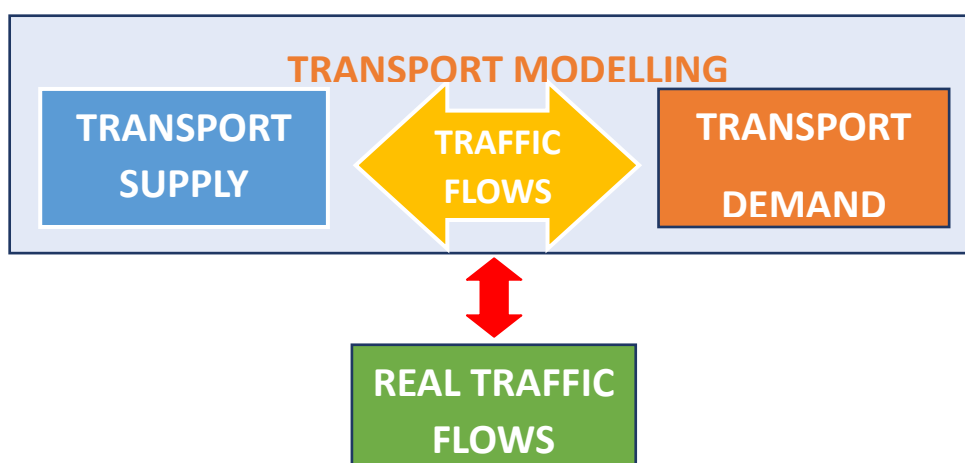 TRANSPORT MODELLING
TRANSPORT
SUPPLY
TRAFFIC
FLOWS
TRANSPORT
DEMAND
REAL TRAFFIC
FLOWS